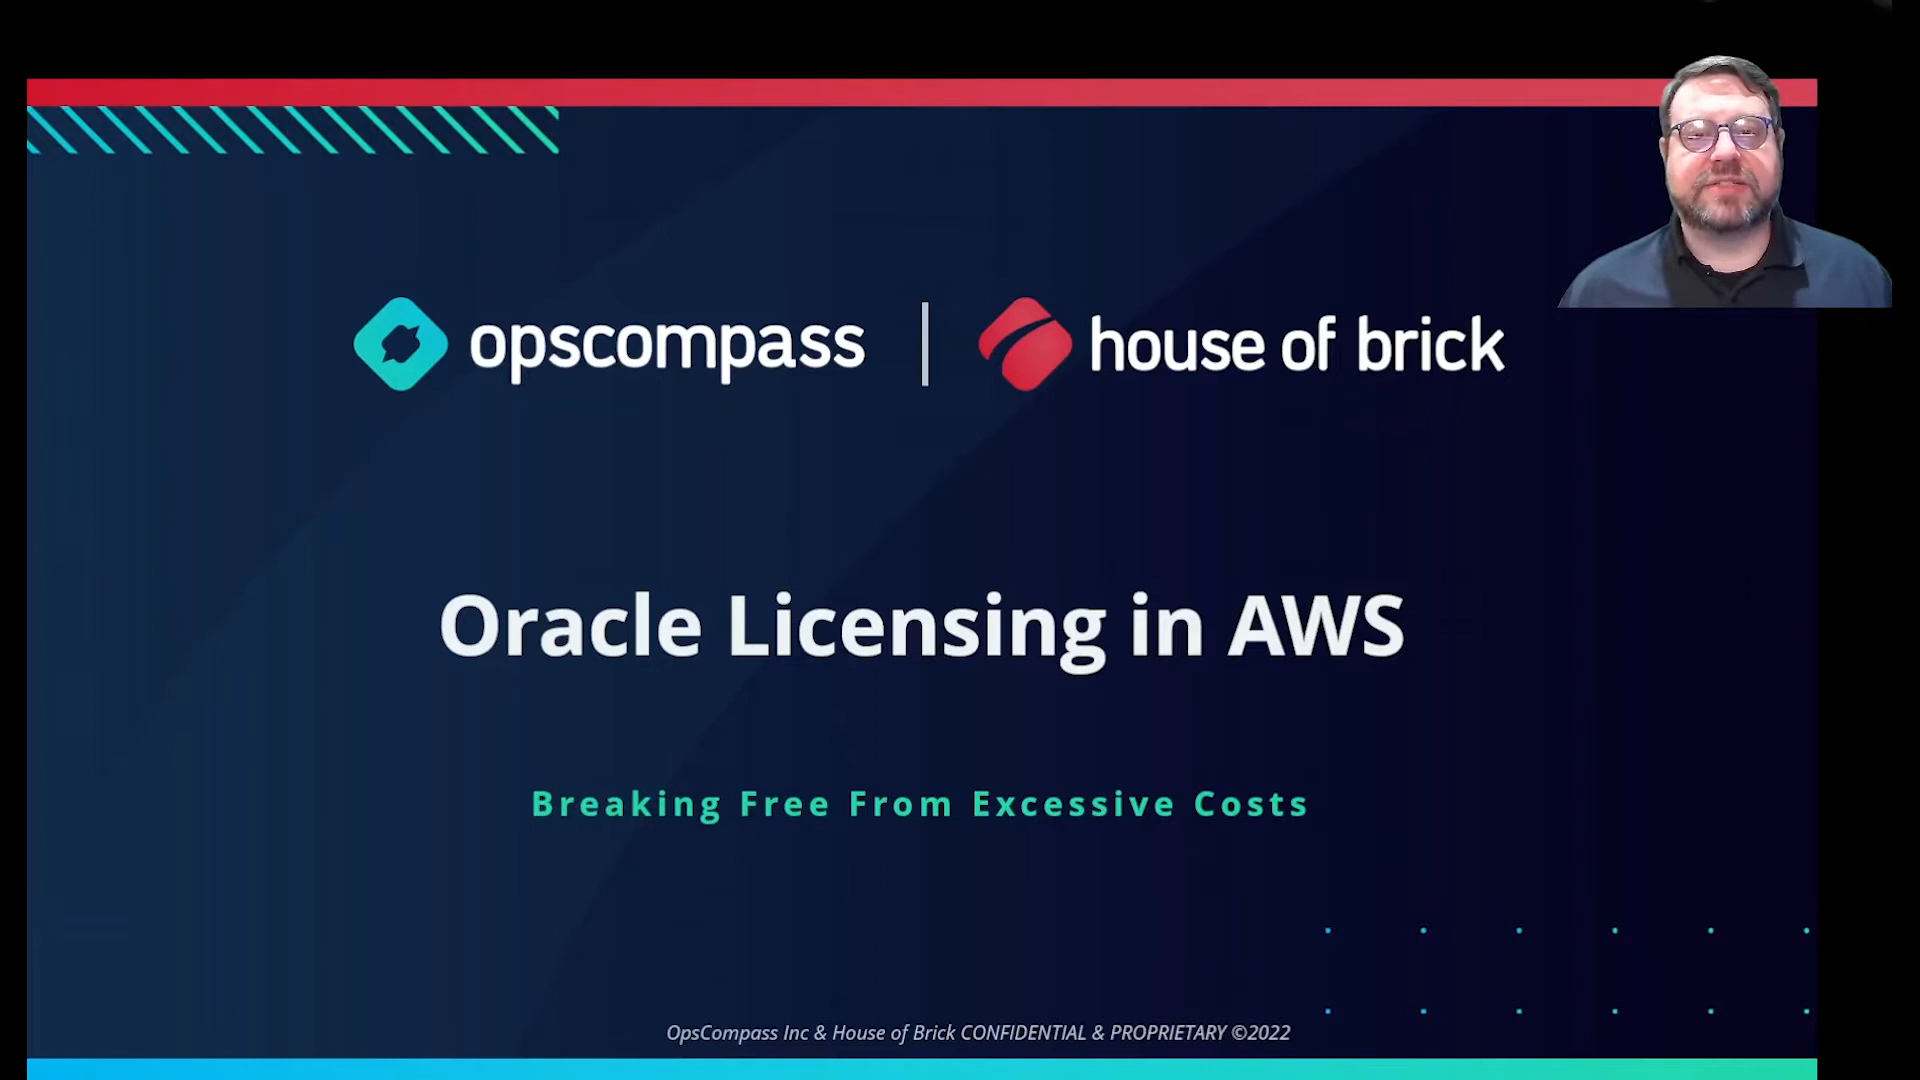 opscompass | house of brick
Oracle Licensing in AWS
Breaking Free From Excessive Costs
OpsCompass Inc & House of Brick CONFIDENTIAL & PROPRIETARY ©2022